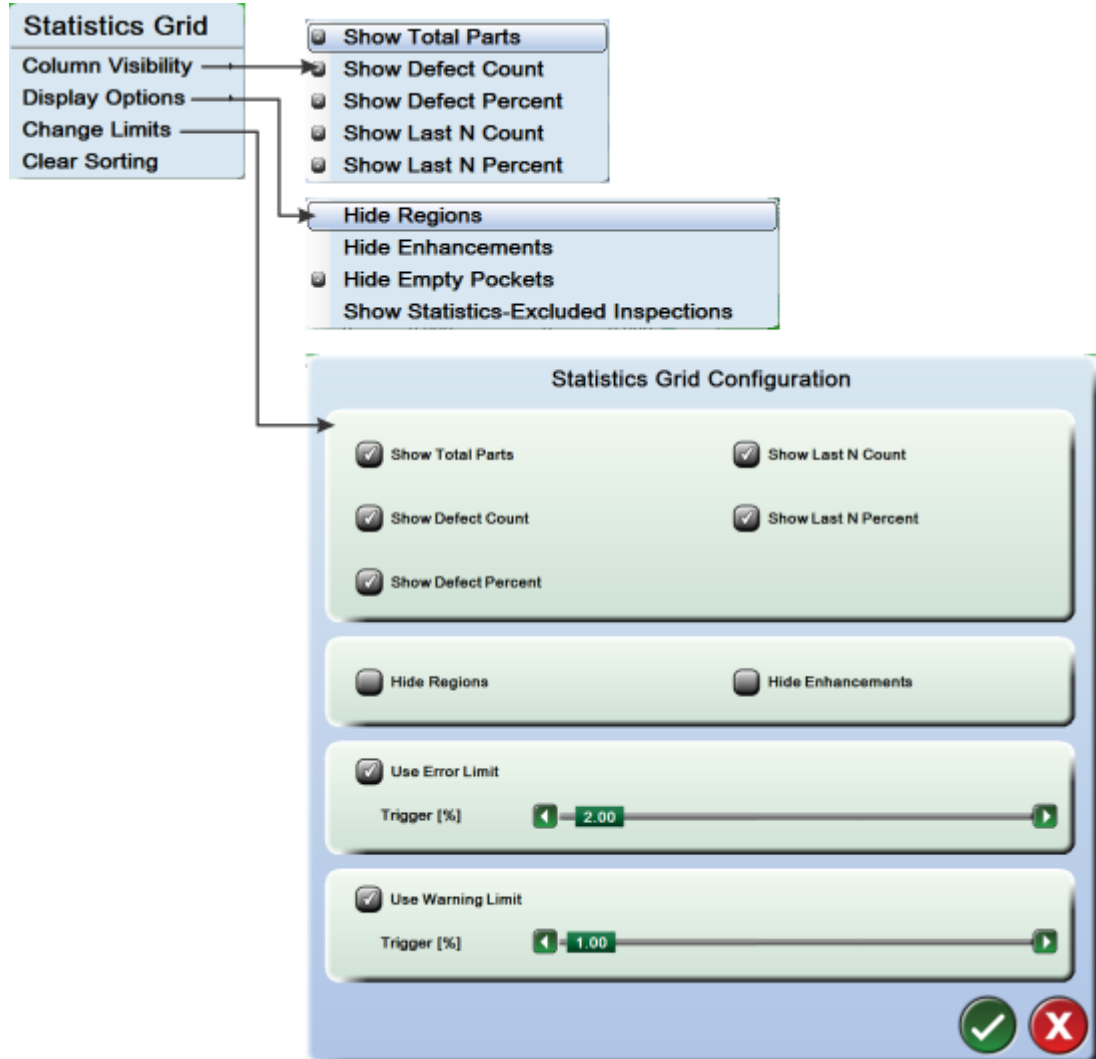 Statistics Grid
Column Visibility
Display Options
Change Limits
Clear Sorting
Show Total Parts
Show Defect Count
Show Defect Percent
Show Last N Count
Show Last N Percent
Hide Regions
Hide Enhancements
Hide Empty Pockets
Show Statistics-Excluded Inspections
Statistics Grid Configuration
Show Total Parts
Show Last N Count
Show Defect Count
Show Last N Percent
Show Defect Percent
Hide Regions
Hide Enhancements
Use Error Limit
Trigger [%]
2.00
Use Warning Limit
Trigger [%]
1.00